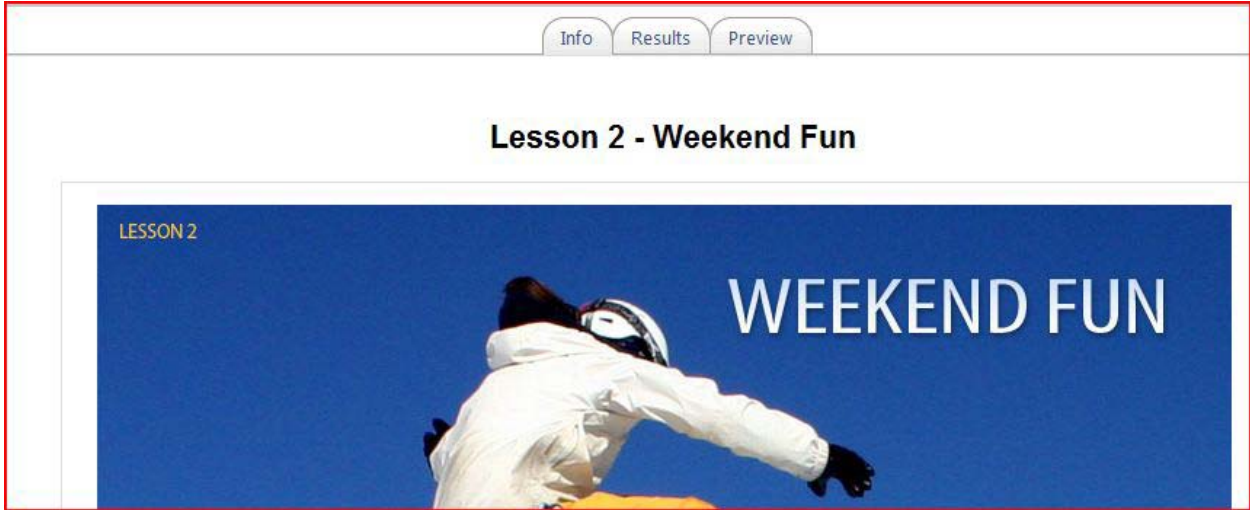 Info Results Preview
Lesson 2 - Weekend Fun
LESSON 2
WEEKEND FUN